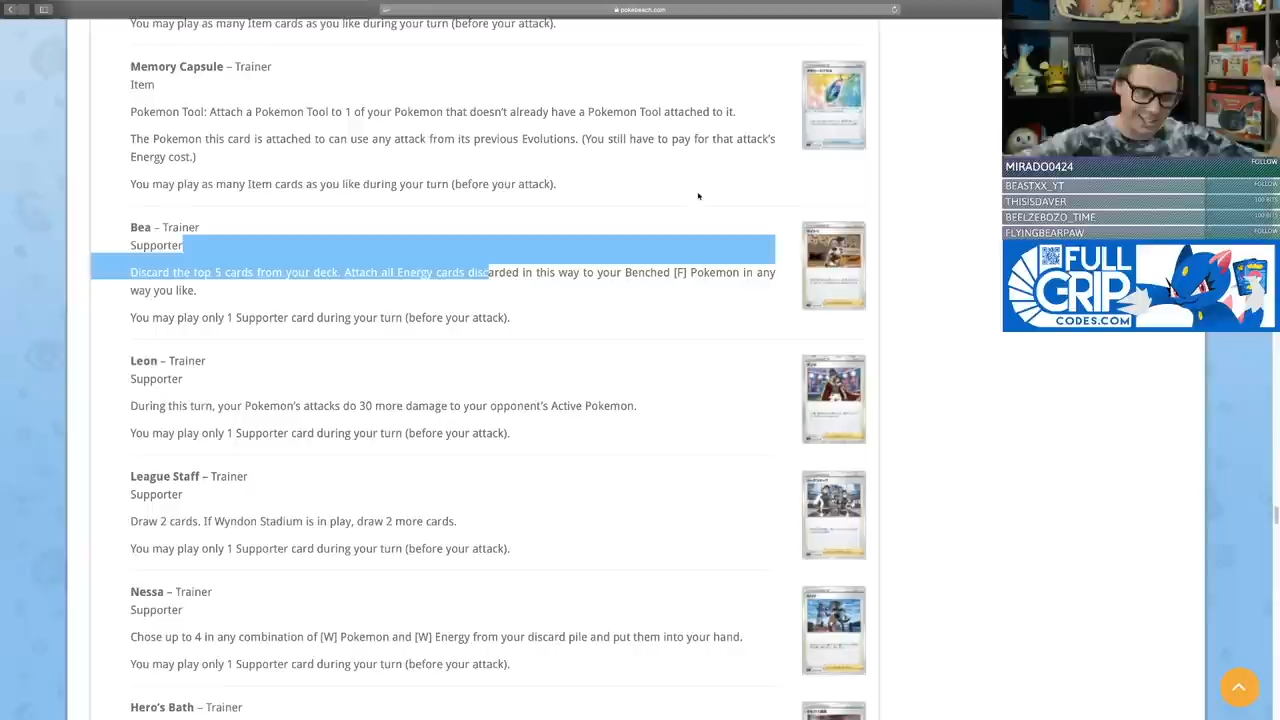 pokebeach.com
You may play as many Item cards as you like during your turn (before your attack).
Memory Capsule – Trainer
Item
Pokemon Tool: Attach a Pokemon Tool to 1 of your Pokemon that doesn't already have a Pokemon Tool attached to it.
The Pokemon this card is attached to can use any attack from its previous Evolutions. (You still have to pay for that attack's
Energy cost.)
You may play as many Item cards as you like during your turn (before your attack).
Bea – Trainer
Supporter
Discard the top 5 cards from your deck. Attach all Energy cards discarded in this way to your Benched [F] Pokemon in any
way you like.
You may play only 1 Supporter card during your turn (before your attack).
Leon – Trainer
Supporter
During this turn, your Pokemon's attacks do 30 more damage to your opponent's Active Pokemon.
You may play only 1 Supporter card during your turn (before your attack).
League Staff – Trainer
Supporter
Draw 2 cards. If Wyndon Stadium is in play, draw 2 more cards.
You may play only 1 Supporter card during your turn (before your attack).
Nessa – Trainer
Supporter
Choose up to 4 in any combination of [W] Pokemon and [W] Energy from your discard pile and put them into your hand.
You may play only 1 Supporter card during your turn (before your attack).
Hero's Bath – Trainer
MIRADO0424 FOLLOW
BEASTXX_YT FOLLOW
THISISDAVER 100 BITS
BEELZEBOZO_TIME 100 BITS
FLYINGBEARPAW FOLLOW
FULL
GRIP
CODES.COM